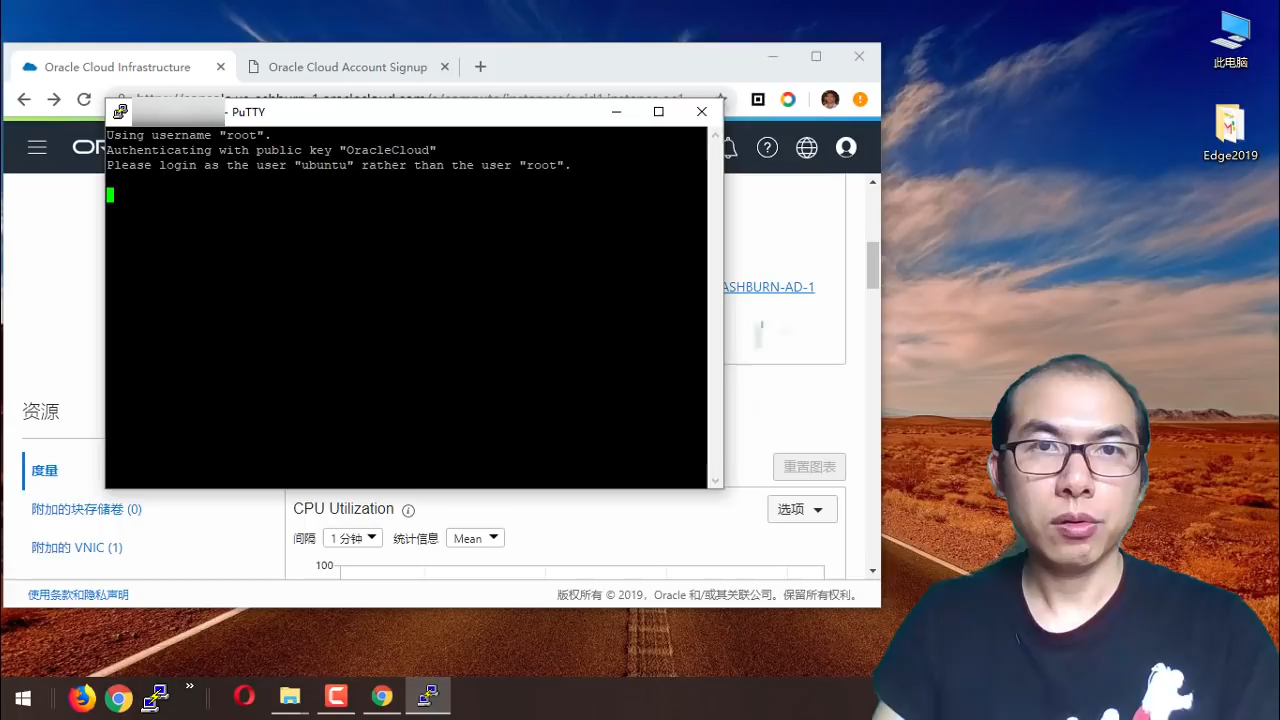 此电脑
Edge2019
Oracle Cloud Infrastructure
Oracle Cloud Account Signup
- PuTTY
Using username "root".
Authenticating with public key "OracleCloud"
Please login as the user "ubuntu" rather than the user "root".
ASHBURN-AD-1
资源
度量
附加的块存储卷 (0)
附加的 VNIC (1)
重置图表
CPU Utilization
选项
间隔
1 分钟
统计信息
Mean
100
使用条款和隐私声明
版权所有 © 2019，Oracle 和/或其关联公司。保留所有权利。